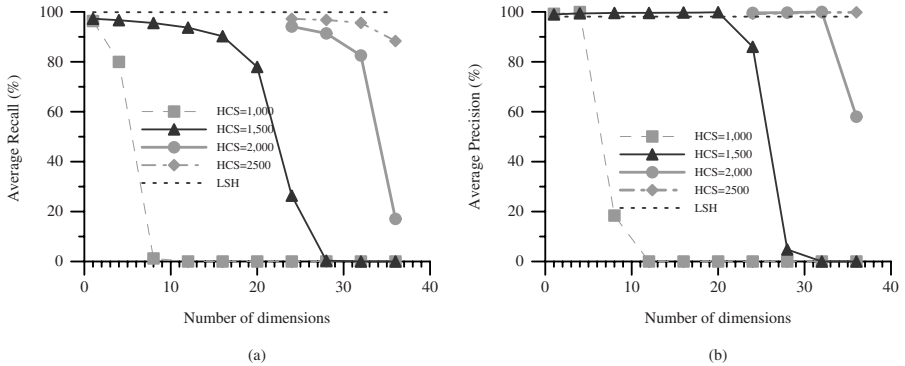 100
80
60
40
20
0
Average Recall (%)
HCS=1,000
HCS=1,500
HCS=2,000
HCS=2500
LSH
0 10 20 30 40
Number of dimensions
(a)
100
80
60
40
20
0
Average Precision (%)
HCS=1,000
HCS=1,500
HCS=2,000
HCS=2500
LSH
0 10 20 30 40
Number of dimensions
(b)